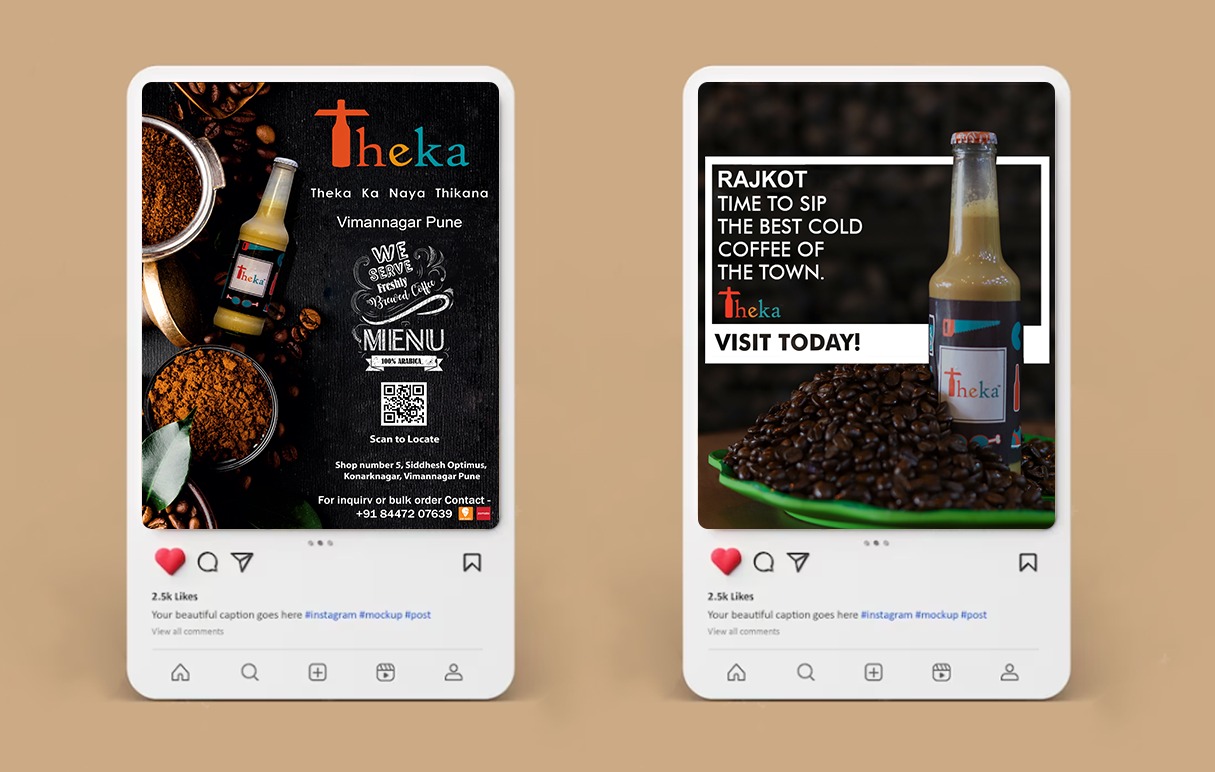 Theka
Theka Ka Naya Thikana
Vimannagar Pune
WE
SERVE
Freshly
Brewed Coffee
MENU
100% ARABICA
Scan to Locate
Shop number 5, Siddhesh Optimus,
Konarknagar, Vimannagar Pune
For inquirv or bulk order Contact -
+91 84472 07639
Theka
2.5k Likes
Your beautiful caption goes here #instagram #mockup #post
View all comments
RAJKOT
TIME TO SIP
THE BEST COLD
COFFEE OF
THE TOWN.
Theka
VISIT TODAY!
Theka™
2.5k Likes
Your beautiful caption goes here #instagram #mockup #post
View all comments